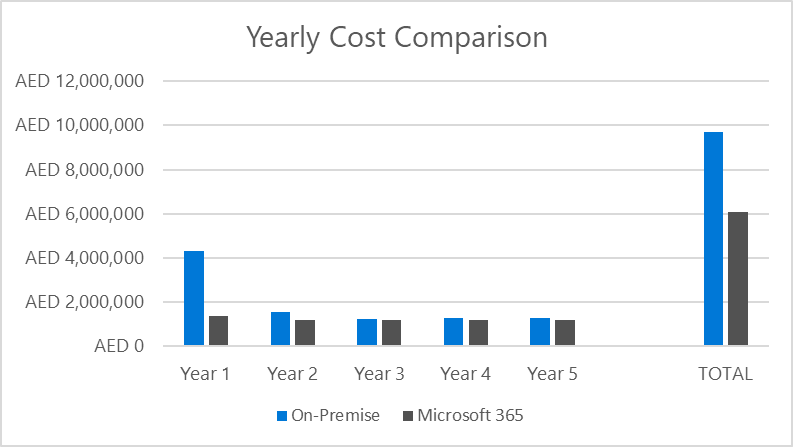 Yearly Cost Comparison
AED 12,000,000
AED 10,000,000
AED 8,000,000
AED 6,000,000
AED 4,000,000
AED 2,000,000
AED 0
Year 1 Year 2 Year 3 Year 4 Year 5 TOTAL
On-Premise Microsoft 365